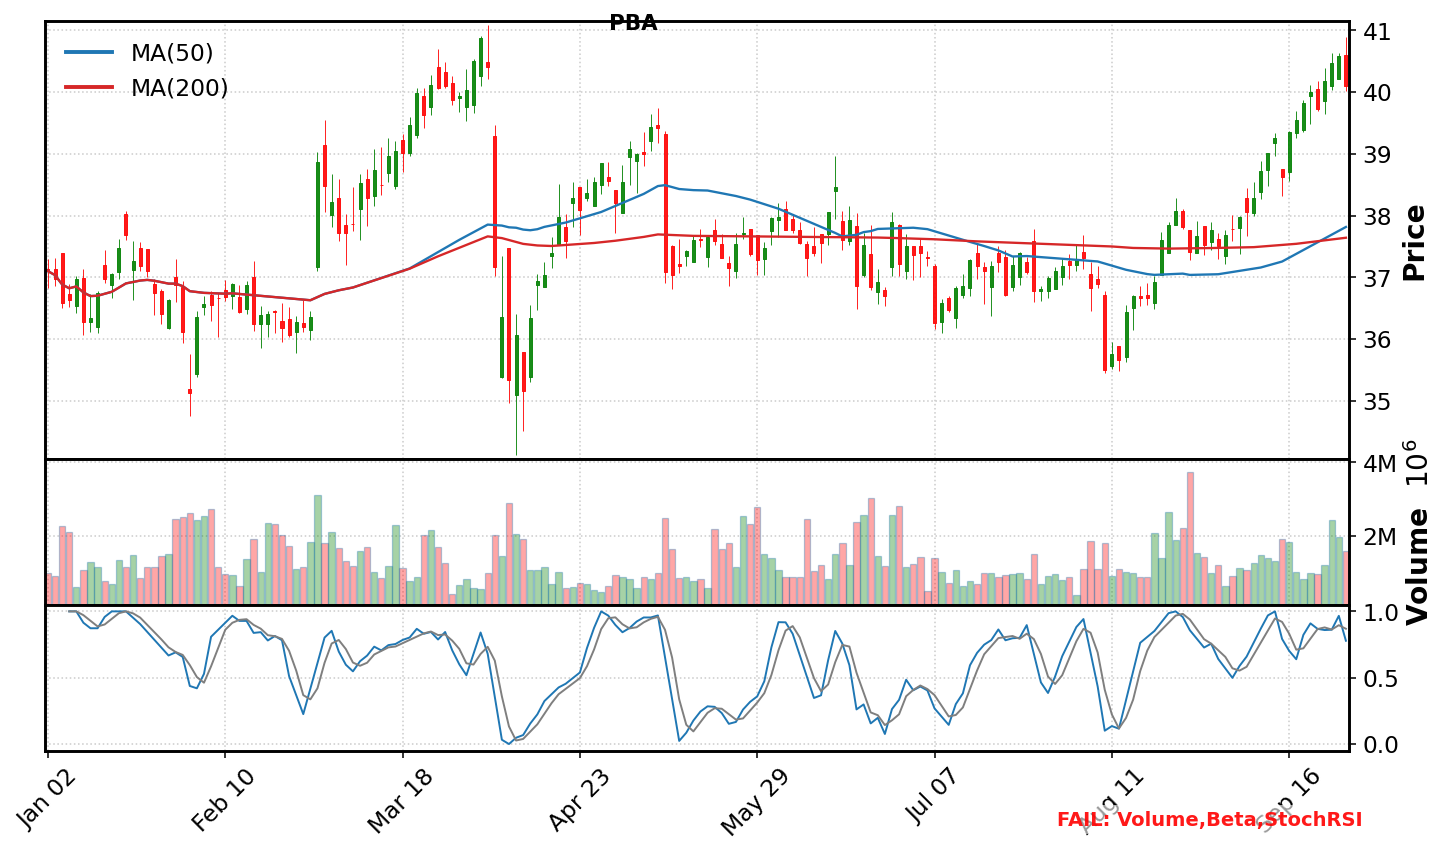 PBA
MA(50)
MA(200)
41
40
39
38
37
36
35
Price
4M
2M
Volume 10⁶
1.0
0.5
0.0
Jan 02
Feb 10
Mar 18
Apr 23
May 29
Jul 07
Aug 11
Sep 16
FAIL: Volume,Beta,StochRSI